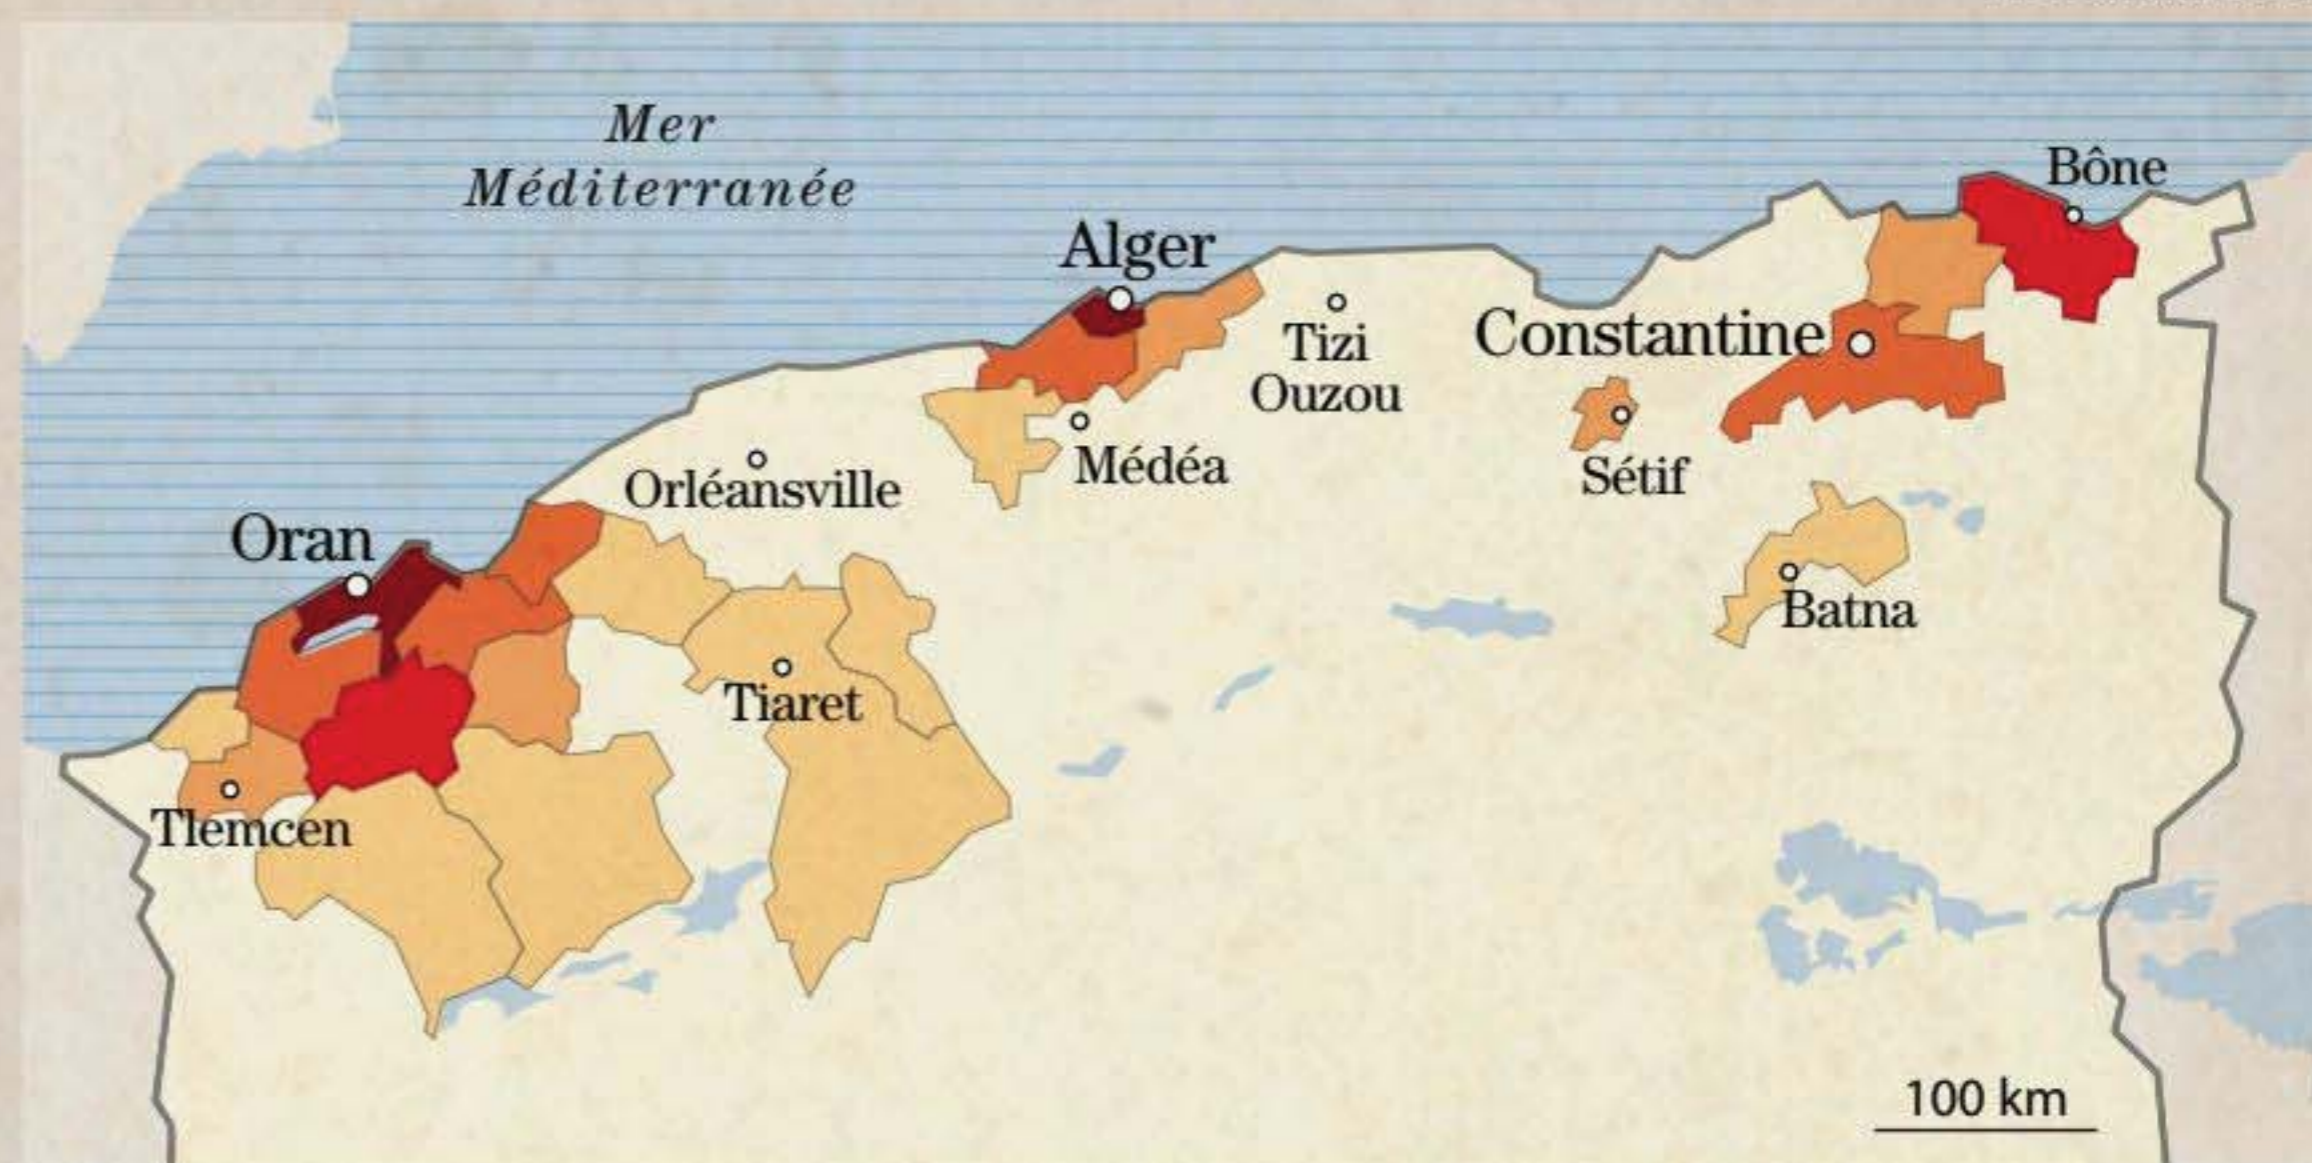 Mer
Méditerranée
Bône
Alger
Constantine
Tizi
Ouzou
Médéa
Sétif
Orléansville
Oran
Batna
Tiaret
Tlemcen
100 km